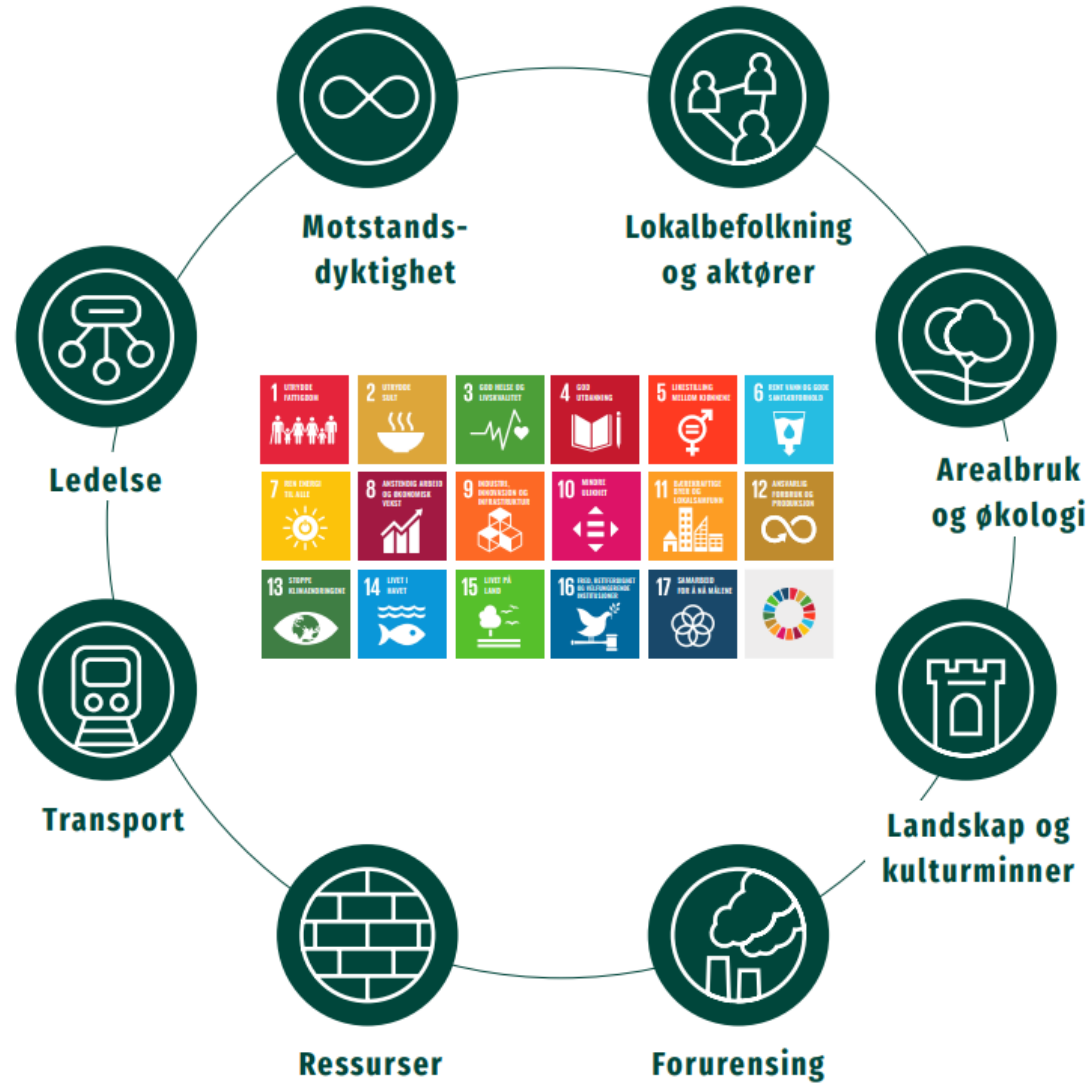 Motstands-
dyktighet
Lokalbefolkning
og aktører
Ledelse
Arealbruk
og økologi
1 UTRYDDE
FATTIGDOM
2 UTRYDDE
SULT
3 GOD HELSE OG
LIVSKVALITET
4 GOD
UTDANNING
5 LIKESTILLING
MELLOM KJØNNENE
6 RENT VANN OG GODE
SANITÆRFORHOLD
7 REN ENERGI
TIL ALLE
8 ANSTENDIG ARBEID
OG ØKONOMISK
VEKST
9 INDUSTRI,
INNOVASJON OG
INFRASTRUKTUR
10 MINDRE
ULIKHET
11 BÆREKRAFTIGE
BYER OG
LOKALSAMFUNN
12 ANSVARLIG
FORBRUK OG
PRODUKSJON
13 STOPPE
KLIMAENDRINGENE
14 LIVET I
HAVET
15 LIVET PÅ
LAND
16 FRED, RETTFERDIGHET
OG VELFUNGERENDE
INSTITUSJONER
17 SAMARBEID
FOR Å NÅ MÅLENE
Transport
Landskap og
kulturminner
Ressurser
Forurensing